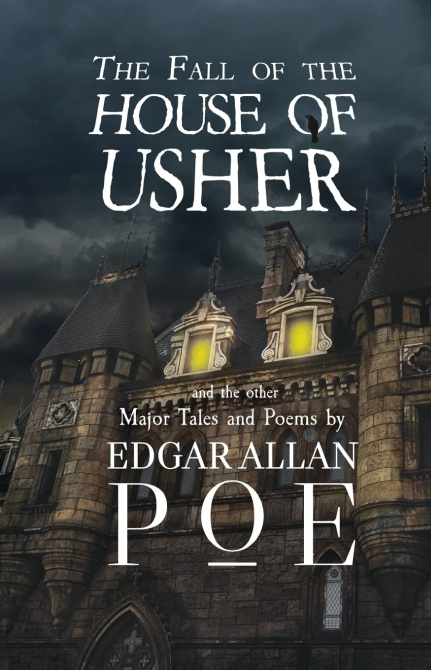 The Fall of the
House of
Usher
and the other
Major Tales and Poems by
EDGAR ALLAN
POE